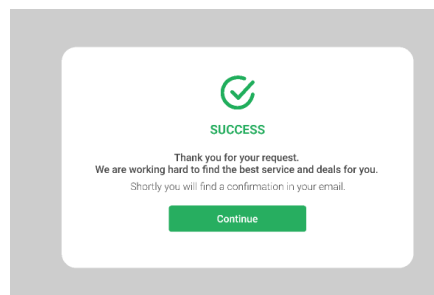 SUCCESS
Thank you for your request.
We are working hard to find the best service and deals for you.
Shortly you will find a confirmation in your email.
Continue